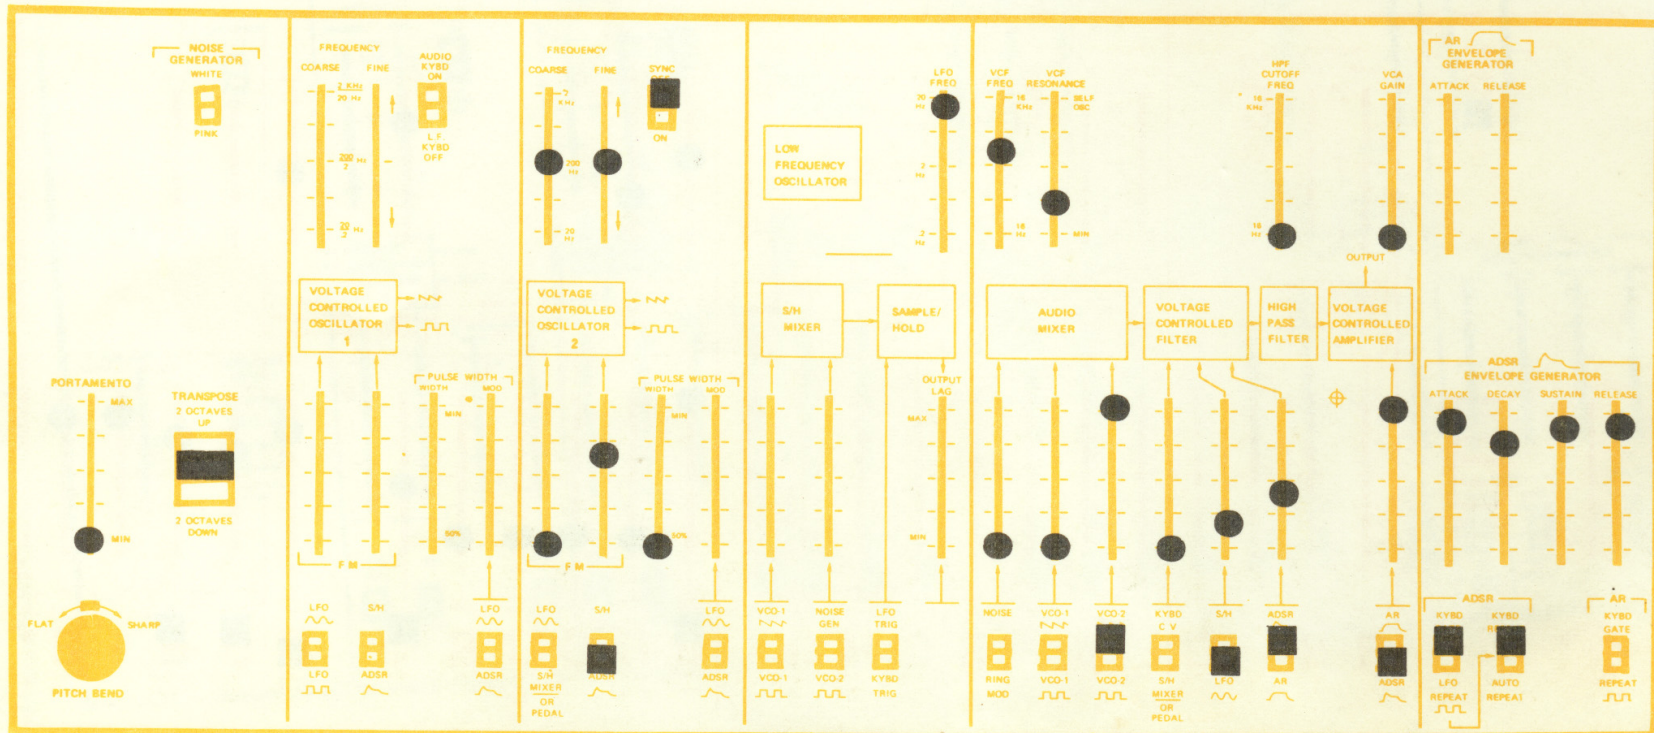 NOISE
GENERATOR
WHITE
PINK
PORTAMENTO
MAX
MIN
TRANSPOSE
2 OCTAVES
UP
2 OCTAVES
DOWN
FLAT
SHARP
PITCH BEND
FREQUENCY
COARSE
FINE
2 KHz
20 Hz
200 Hz
2
20 Hz
.2
AUDIO
KYBD
ON
L.F.
KYBD
OFF
VOLTAGE
CONTROLLED
OSCILLATOR
1
PULSE WIDTH
WIDTH
MOD
MIN
50%
FM
LFO
S/H
LFO
LFO
ADSR
ADSR
FREQUENCY
COARSE
FINE
SYNC
ON
2
KHz
200
Hz
20
Hz
VOLTAGE
CONTROLLED
OSCILLATOR
2
PULSE WIDTH
WIDTH
MOD
MIN
50%
FM
LFO
S/H
LFO
S/H
MIXER
OR
PEDAL
ADSR
ADSR
LOW
FREQUENCY
OSCILLATOR
LFO
FREQ
20
Hz
2
Hz
.2
Hz
S/H
MIXER
SAMPLE/
HOLD
OUTPUT
LAG
MAX
MIN
VCO-1
NOISE
GEN
LFO
TRIG
VCO-1
VCO-2
KYBD
TRIG
VCF
FREQ
16
KHz
16
Hz
VCF
RESONANCE
SELF
OSC
MIN
HPF
CUTOFF
FREQ
16
KHz
16
Hz
VCA
GAIN
OUTPUT
AUDIO
MIXER
VOLTAGE
CONTROLLED
FILTER
HIGH
PASS
FILTER
VOLTAGE
CONTROLLED
AMPLIFIER
NOISE
VCO-1
VCO-2
KYBD
C V
S/H
ADSR
AR
RING
MOD
VCO-1
VCO-2
S/H
MIXER
OR
PEDAL
LFO
AR
ADSR
AR
ENVELOPE
GENERATOR
ATTACK
RELEASE
ADSR
ENVELOPE GENERATOR
ATTACK
DECAY
SUSTAIN
RELEASE
ADSR
KYBD
KYBD
LFO
REPEAT
AUTO
REPEAT
AR
KYBD
GATE
REPEAT